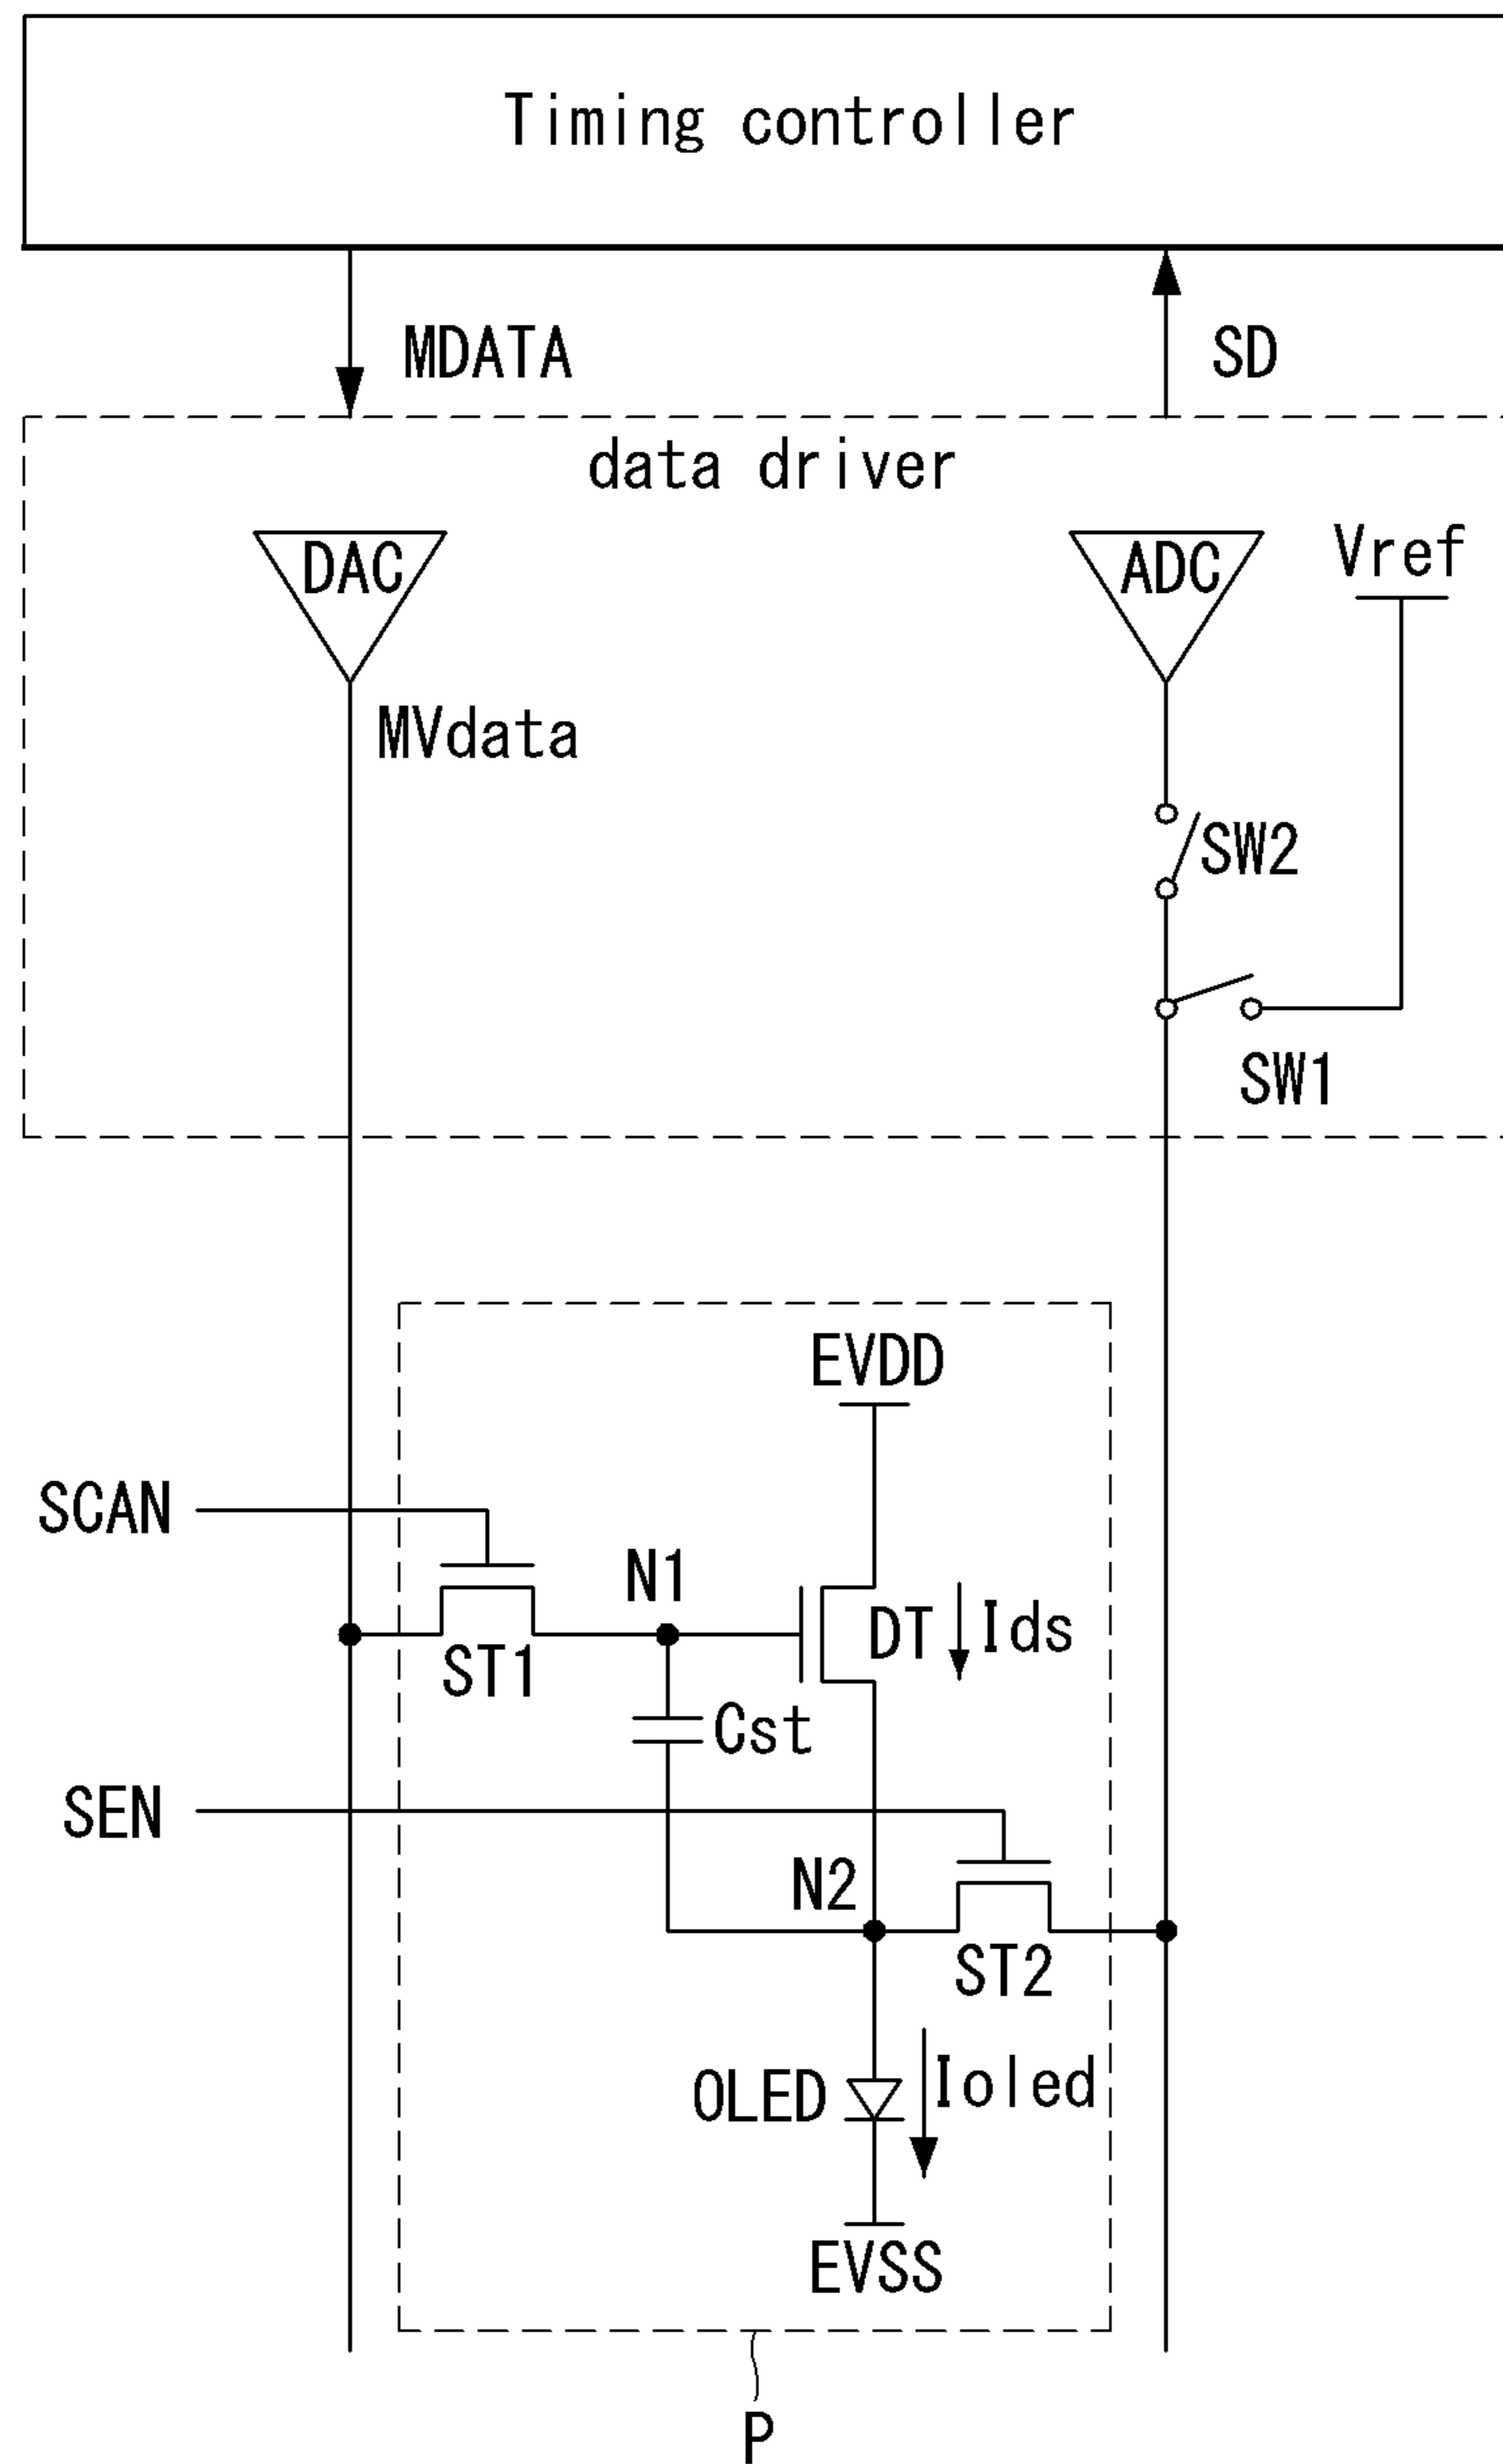 Timing controller
MDATA
SD
data driver
DAC
ADC
Vref
MVdata
SW2
SW1
EVDD
SCAN
N1
DT
Ids
ST1
Cst
SEN
N2
ST2
OLED
Ioled
EVSS
P